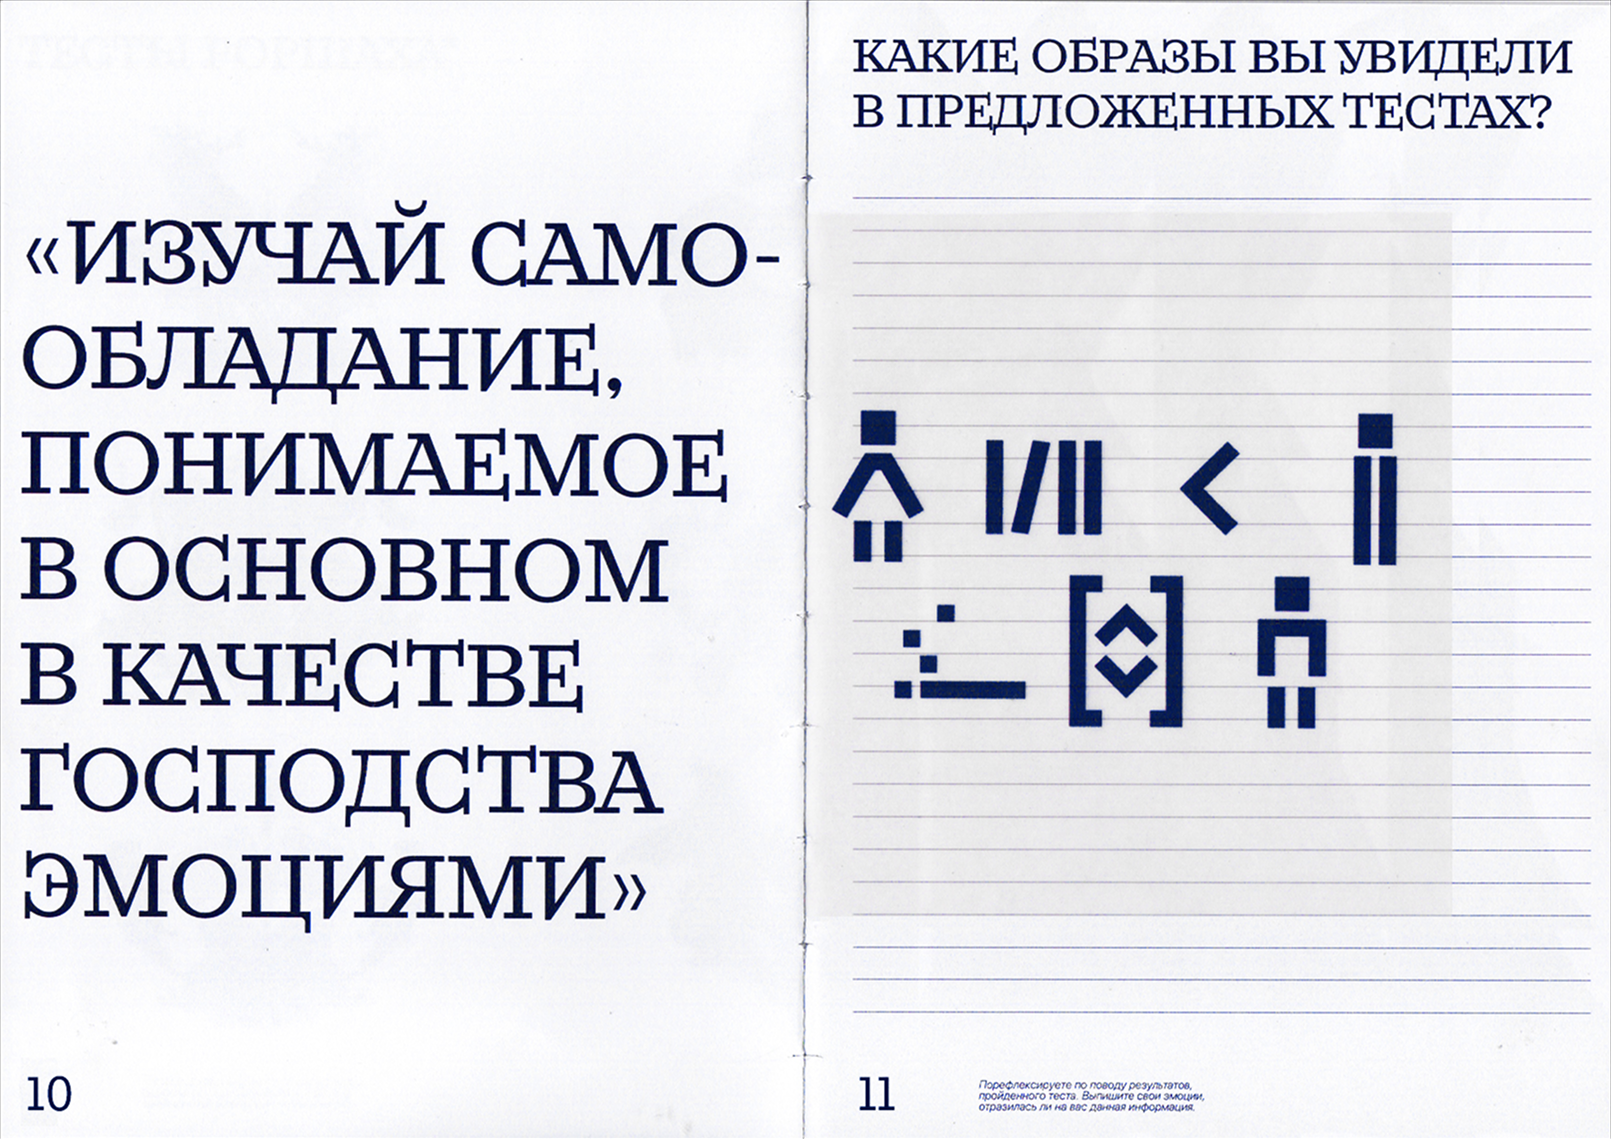 «ИЗУЧАЙ САМО-
ОБЛАДАНИЕ,
ПОНИМАЕМОЕ
В ОСНОВНОМ
В КАЧЕСТВЕ
ГОСПОДСТВА
ЭМОЦИЯМИ»
10
КАКИЕ ОБРАЗЫ ВЫ УВИДЕЛИ
В ПРЕДЛОЖЕННЫХ ТЕСТАХ?
11
Порефлексируете по поводу результатов,
пройденного теста. Выпишите свои эмоции,
отразилась ли на вас данная информация.